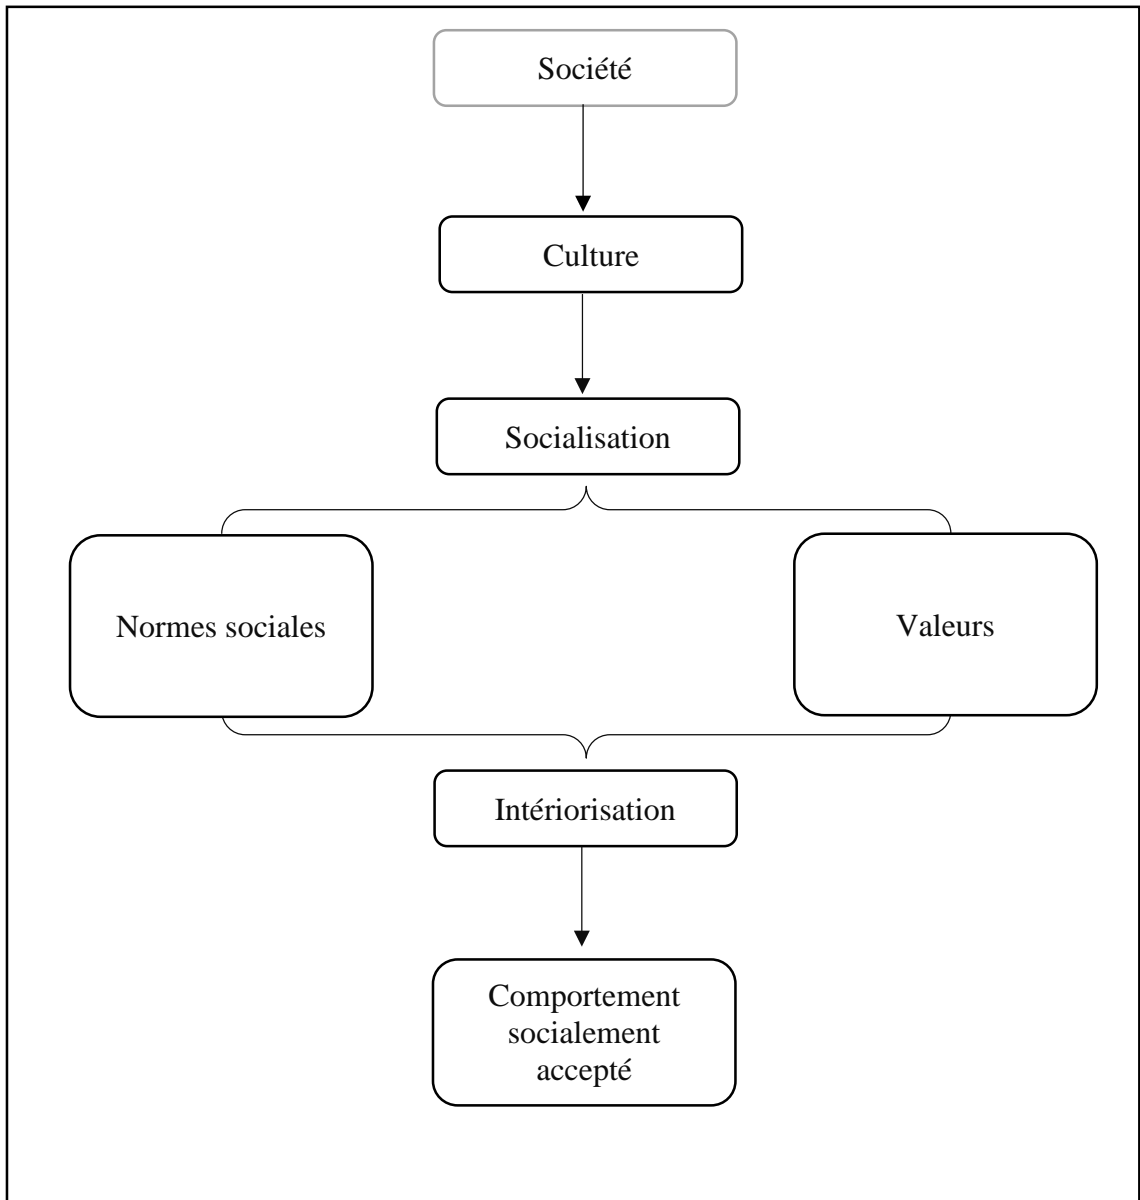 Société
Culture
Socialisation
Normes sociales
Valeurs
Intériorisation
Comportement
socialement
accepté